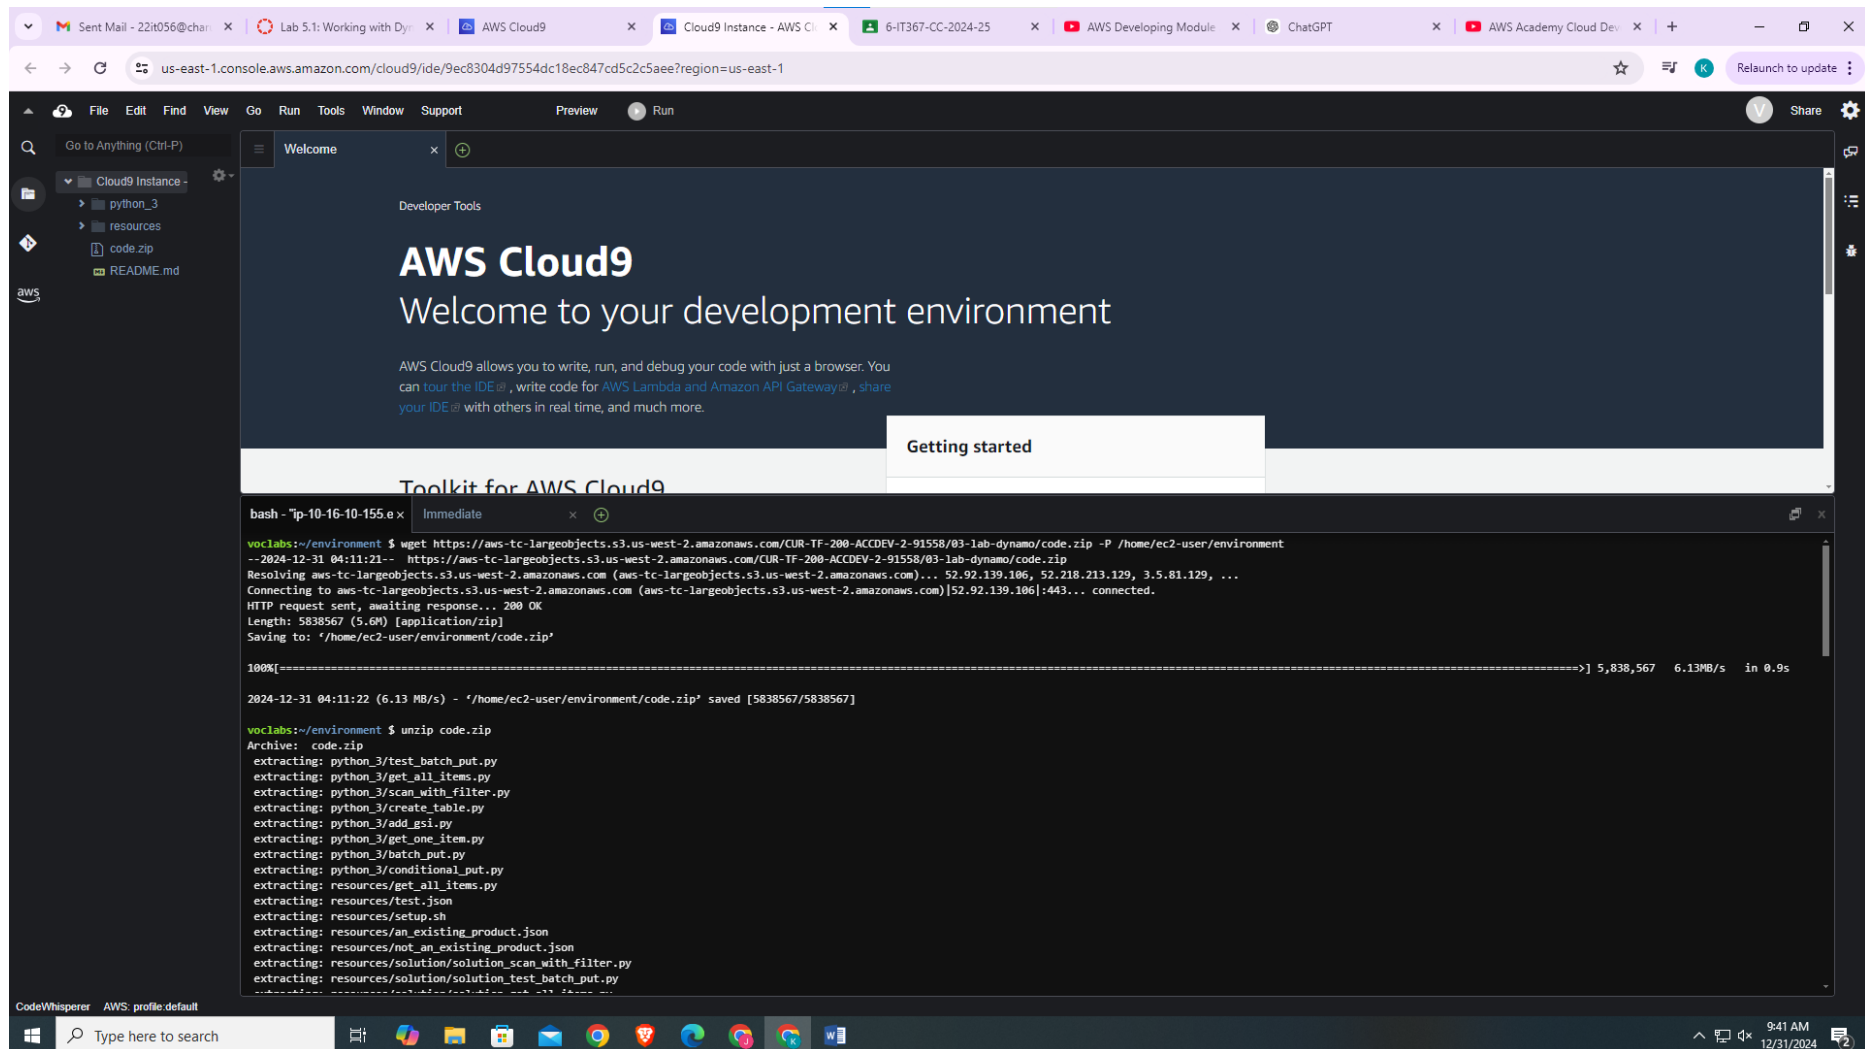 Sent Mail - 22it056@char
Lab 5.1: Working with Dyn
AWS Cloud9
Cloud9 Instance - AWS Cl
6-IT367-CC-2024-25
AWS Developing Module
ChatGPT
AWS Academy Cloud Dev
us-east-1.console.aws.amazon.com/cloud9/ide/9ec8304d97554dc18ec847cd5c2c5aee?region=us-east-1
K
Relaunch to update
9 File Edit Find View Go Run Tools Window Support Preview Run
V Share
Go to Anything (Ctrl-P)
Welcome
Cloud9 Instance -
python_3
resources
code.zip
README.md
aws
Developer Tools
AWS Cloud9
Welcome to your development environment
AWS Cloud9 allows you to write, run, and debug your code with just a browser. You
can tour the IDE , write code for AWS Lambda and Amazon API Gateway , share
your IDE with others in real time, and much more.
Getting started
Toolkit for AWS Cloud9
bash - "ip-10-16-10-155.e
Immediate
voclabs:~/environment $ wget https://aws-tc-largeobjects.s3.us-west-2.amazonaws.com/CUR-TF-200-ACCDEV-2-91558/03-lab-dynamo/code.zip -P /home/ec2-user/environment
--2024-12-31 04:11:21-- https://aws-tc-largeobjects.s3.us-west-2.amazonaws.com/CUR-TF-200-ACCDEV-2-91558/03-lab-dynamo/code.zip
Resolving aws-tc-largeobjects.s3.us-west-2.amazonaws.com (aws-tc-largeobjects.s3.us-west-2.amazonaws.com)... 52.92.139.106, 52.218.213.129, 3.5.81.129, ...
Connecting to aws-tc-largeobjects.s3.us-west-2.amazonaws.com (aws-tc-largeobjects.s3.us-west-2.amazonaws.com)|52.92.139.106|:443... connected.
HTTP request sent, awaiting response... 200 OK
Length: 5838567 (5.6M) [application/zip]
Saving to: ‘/home/ec2-user/environment/code.zip’
100%[=====================>] 5,838,567 6.13MB/s in 0.9s
2024-12-31 04:11:22 (6.13 MB/s) - ‘/home/ec2-user/environment/code.zip’ saved [5838567/5838567]
voclabs:~/environment $ unzip code.zip
Archive: code.zip
extracting: python_3/test_batch_put.py
extracting: python_3/get_all_items.py
extracting: python_3/scan_with_filter.py
extracting: python_3/create_table.py
extracting: python_3/add_gsi.py
extracting: python_3/get_one_item.py
extracting: python_3/batch_put.py
extracting: python_3/conditional_put.py
extracting: resources/get_all_items.py
extracting: resources/test.json
extracting: resources/setup.sh
extracting: resources/an_existing_product.json
extracting: resources/not_an_existing_product.json
extracting: resources/solution/solution_scan_with_filter.py
extracting: resources/solution/solution_test_batch_put.py
CodeWhisperer AWS: profile:default
Type here to search
9:41 AM
12/31/2024
2